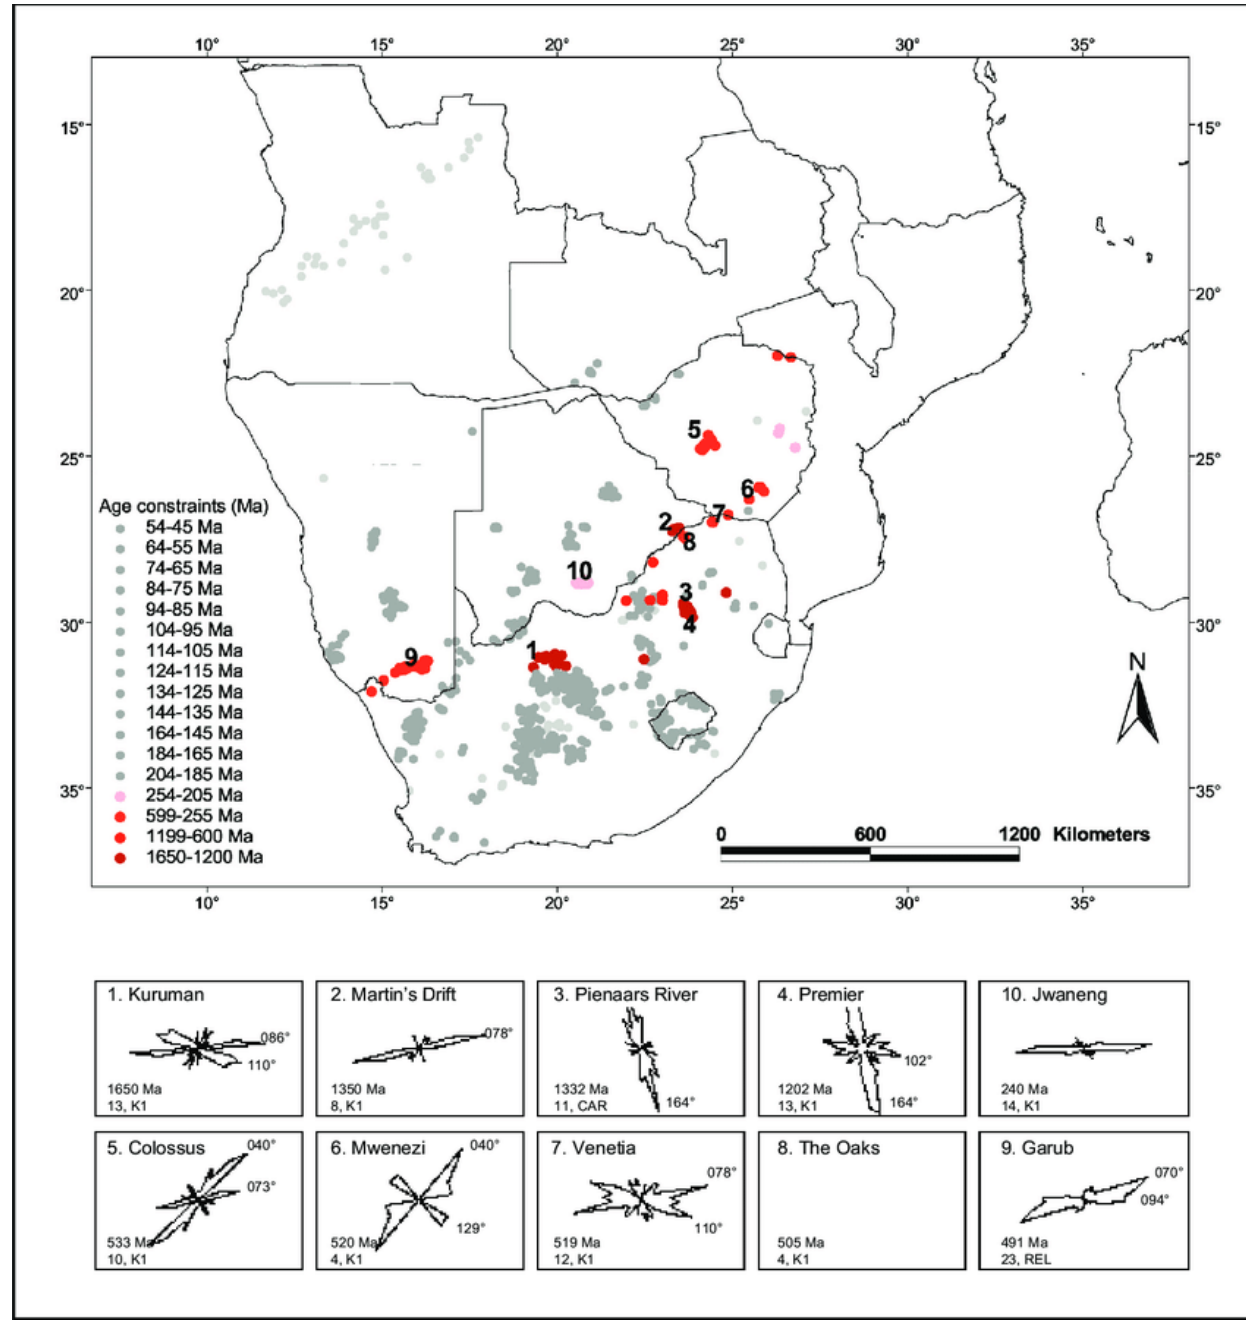 10° 15° 20° 25° 30° 35°
15° 15°
20° 20°
25° 25°
30° 30°
35° 35°
5
6
7
2
8
10
3
4
1
9
N
Age constraints (Ma)
54-45 Ma
64-55 Ma
74-65 Ma
84-75 Ma
94-85 Ma
104-95 Ma
114-105 Ma
124-115 Ma
134-125 Ma
144-135 Ma
164-145 Ma
184-165 Ma
204-185 Ma
254-205 Ma
599-255 Ma
1199-600 Ma
1650-1200 Ma
0 600 1200 Kilometers
10° 15° 20° 25° 30° 35°
1. Kuruman
086°
110°
1650 Ma
13, K1
2. Martin's Drift
078°
1350 Ma
8, K1
3. Pienaars River
1332 Ma
11, CAR
164°
4. Premier
102°
1202 Ma
13, K1
164°
10. Jwaneng
240 Ma
14, K1
5. Colossus
040°
073°
533 Ma
10, K1
6. Mwenezi
040°
129°
520 Ma
4, K1
7. Venetia
078°
110°
519 Ma
12, K1
8. The Oaks
505 Ma
4, K1
9. Garub
070°
094°
491 Ma
23, REL